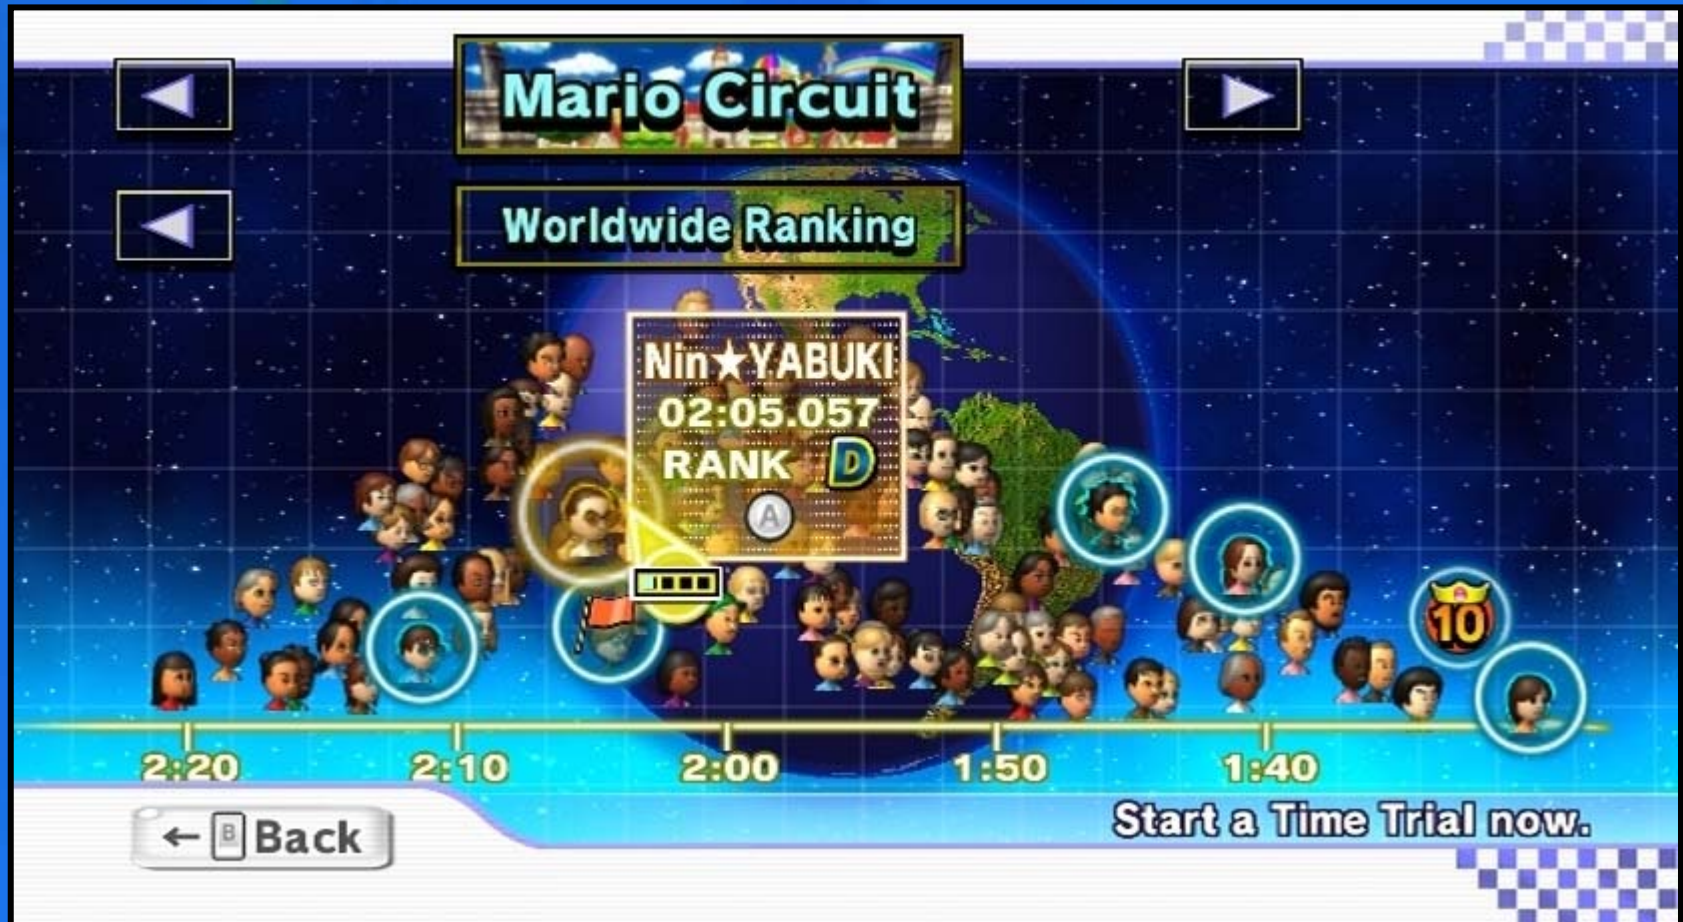 Mario Circuit
Worldwide Ranking
Nin★YABUKI
02:05.057
RANK D
A
10
2:20 2:10 2:00 1:50 1:40
← B Back
Start a Time Trial now.